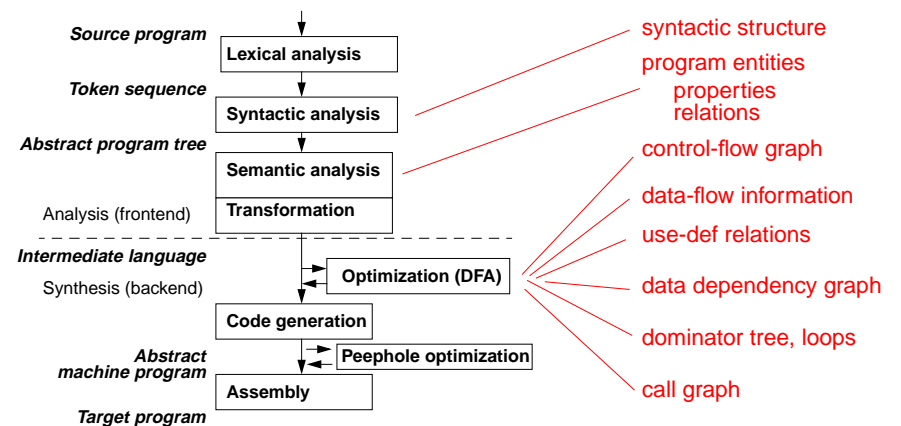 Source program
Lexical analysis
Token sequence
Syntactic analysis
Abstract program tree
Semantic analysis
Analysis (frontend)
Transformation
Intermediate language
Synthesis (backend)
Optimization (DFA)
Code generation
Abstract
machine program
Peephole optimization
Assembly
Target program
syntactic structure
program entities
properties
relations
control-flow graph
data-flow information
use-def relations
data dependency graph
dominator tree, loops
call graph